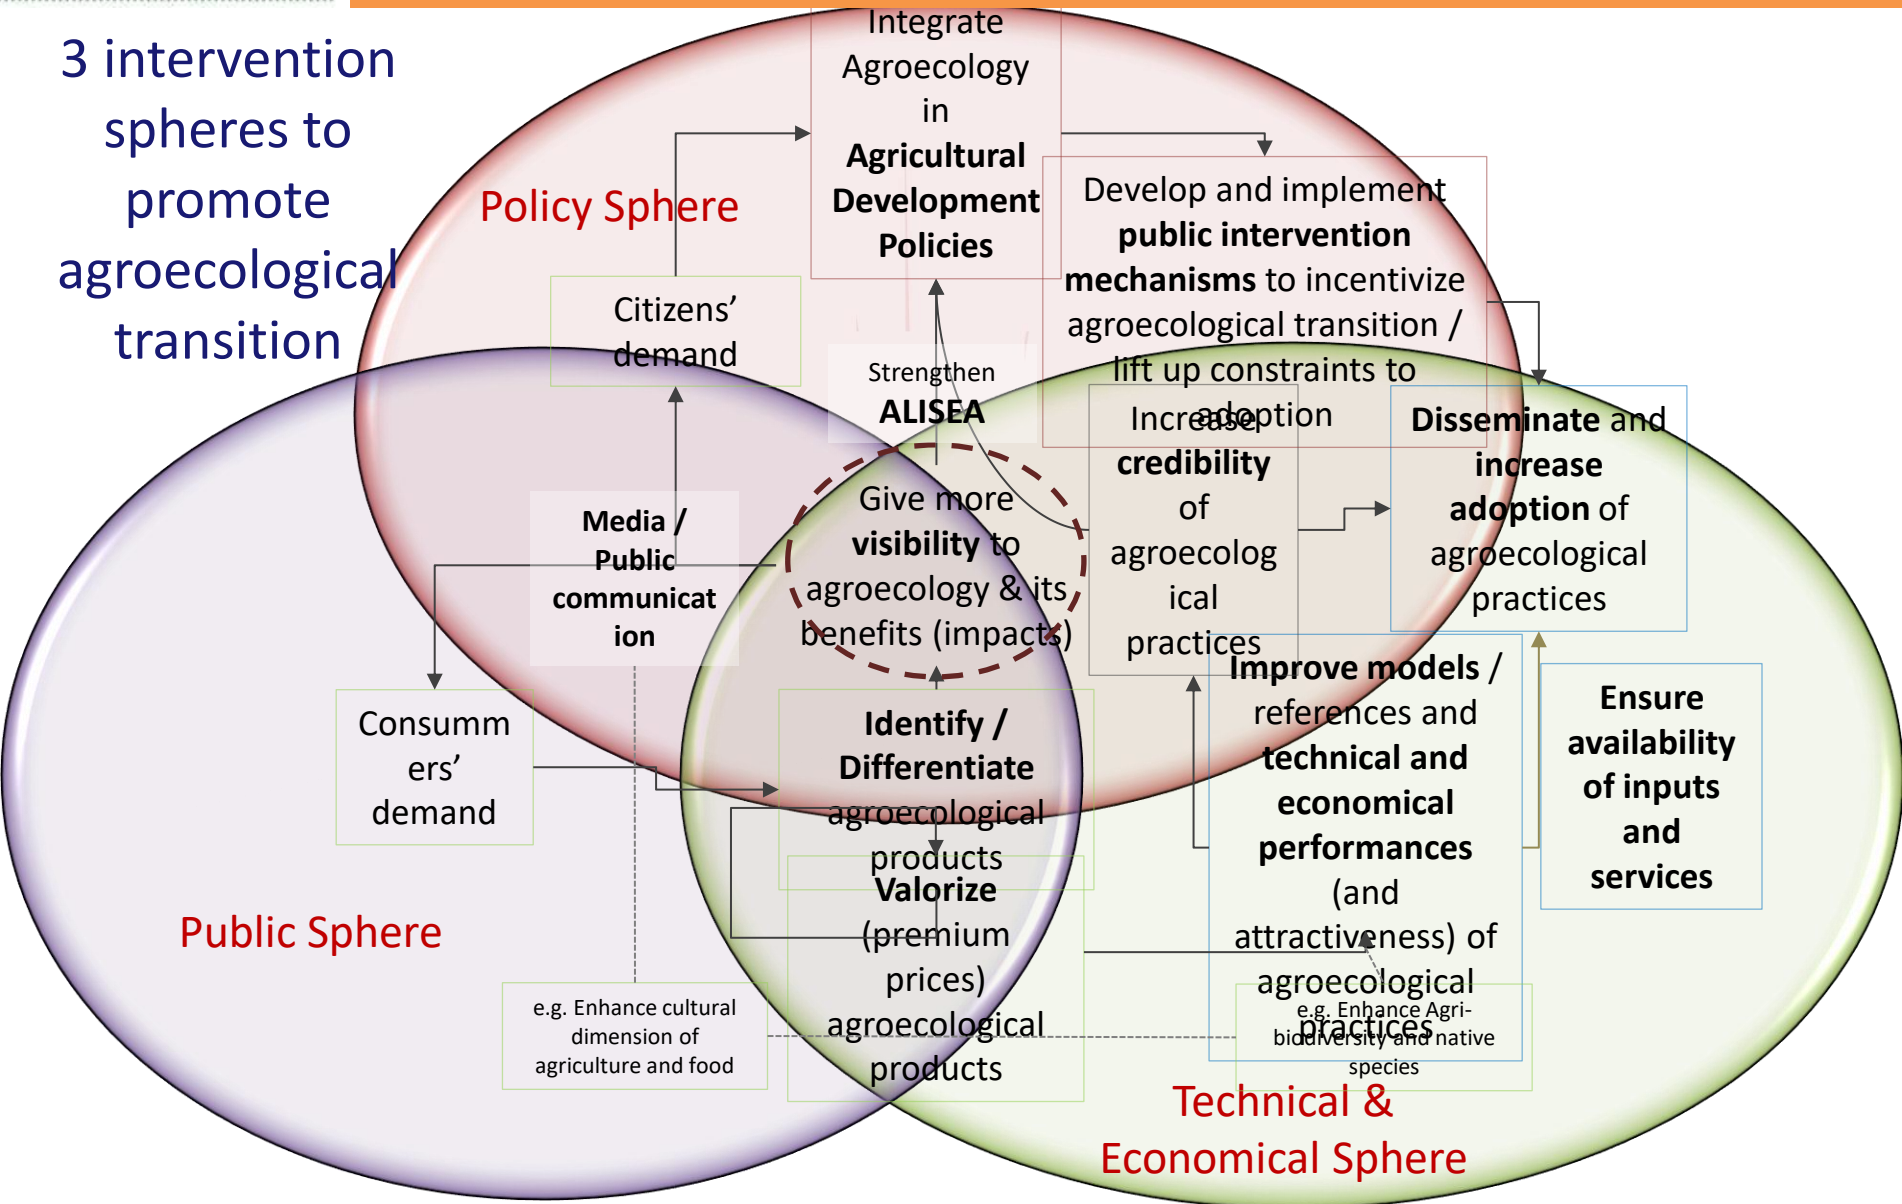 3 intervention
spheres to
promote
agroecological
transition
Integrate
Agroecology
in
Agricultural
Development
Policies
Policy Sphere
Develop and implement
public intervention
mechanisms to incentivize
agroecological transition /
lift up constraints to
adoption
Citizens’
demand
Strengthen
ALISEA
Increase
credibility
of
agroecolog
ical
practices
Disseminate and
increase
adoption of
agroecological
practices
Give more
visibility to
agroecology & its
benefits (impacts)
Media /
Public
communicat
ion
Consumm
ers’
demand
Identify /
Differentiate
agroecological
products
Improve models /
references and
technical and
economical
performances
(and
attractiveness) of
agroecological
practices
Ensure
availability
of inputs
and
services
Valorize
(premium
prices)
agroecological
products
Public Sphere
e.g. Enhance cultural
dimension of
agriculture and food
e.g. Enhance Agri-
biodiversity and native
species
Technical &
Economical Sphere